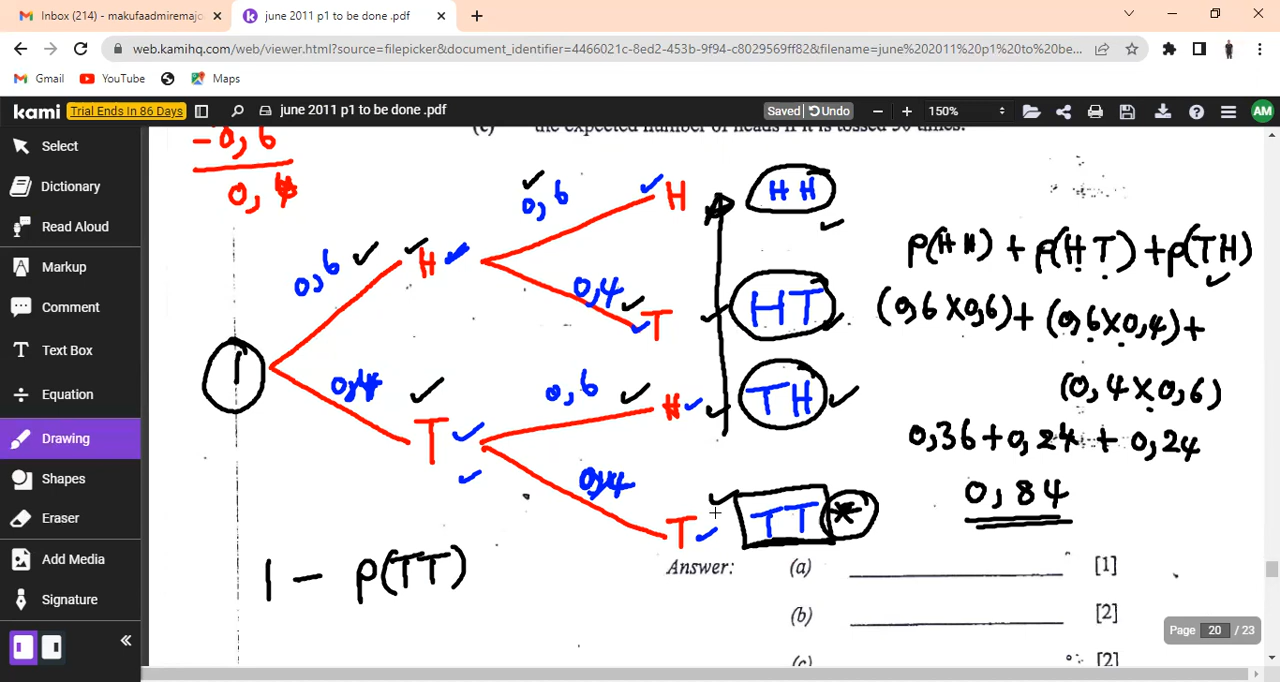 Inbox (214) - makufaadmiremajo
june 2011 p1 to be done .pdf
web.kamihq.com/web/viewer.html?source=filepicker&document_identifier=4466021c-8ed2-453b-9f94-c8029569ff82&filename=june%202011%20p1%20to%20be...
Gmail
YouTube
Maps
kami
Trial Ends In 86 Days
june 2011 p1 to be done .pdf
Saved
Undo
150%
AM
Select
Dictionary
Read Aloud
Markup
Comment
Text Box
Equation
Drawing
Shapes
Eraser
Add Media
Signature
(c) the expected number of heads if it is tossed 50 times.
-0,6
0,4
0,6
H
H H
0,6
H
0,4
T
HT
1
0,4
T
0,6
H
TH
0,4
T
TT *
P(HH) + P(HT) + P(TH)
(0,6×0,6) + (0,6×0,4) +
(0,4×0,6)
0,36+0,24 + 0,24
0,84
1 - P(TT)
Answer: (a) [1]
(b) [2]
(c) [2]
Page 20 / 23